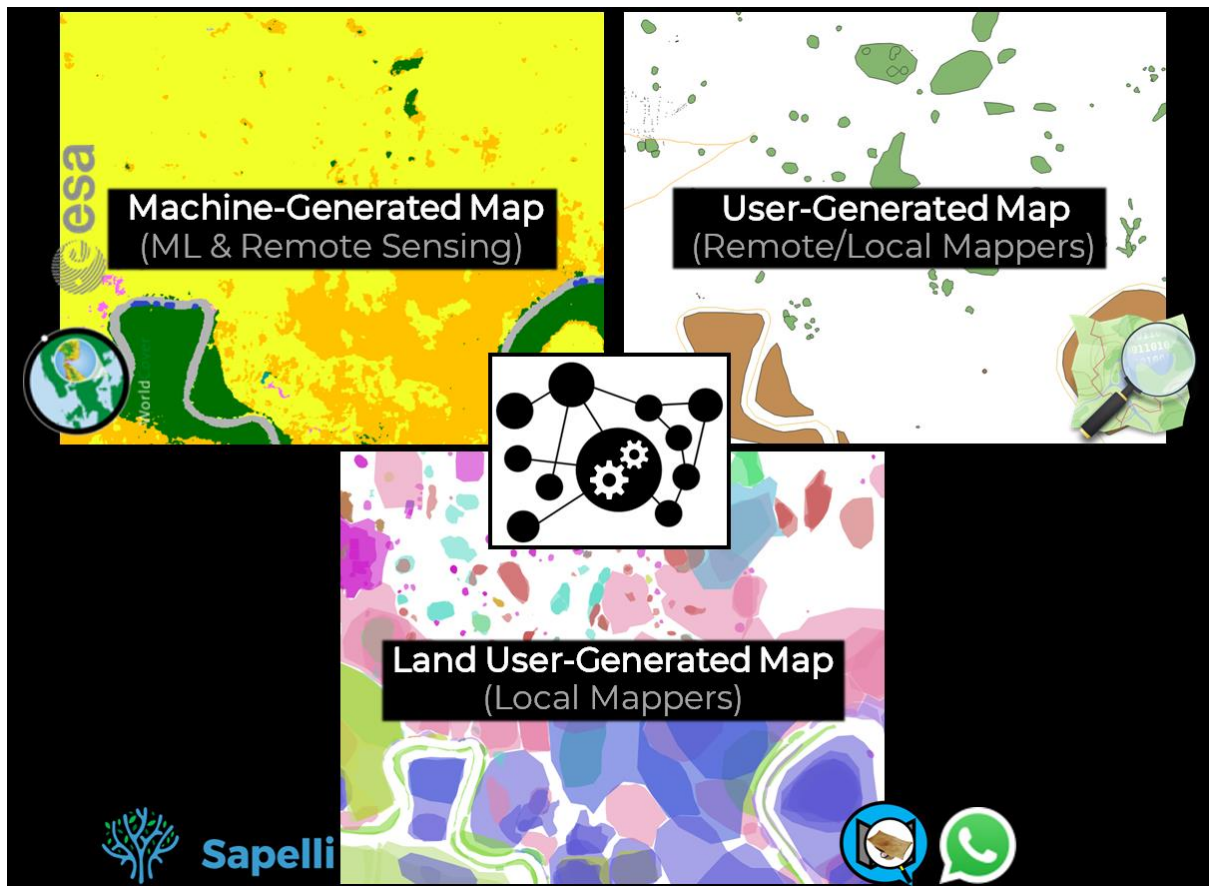 esa
Machine-Generated Map
(ML & Remote Sensing)
User-Generated Map
(Remote/Local Mappers)
World
Land User-Generated Map
(Local Mappers)
Sapelli